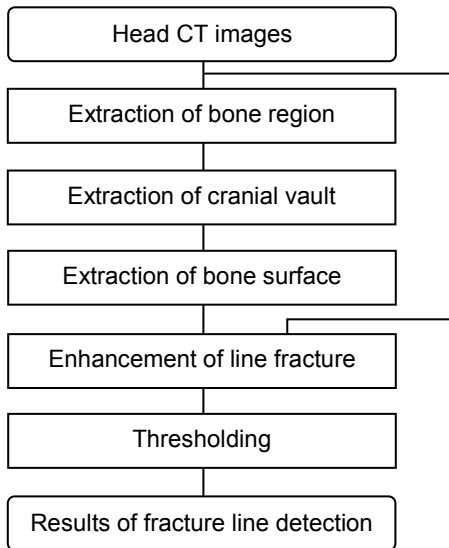 Head CT images
Extraction of bone region
Extraction of cranial vault
Extraction of bone surface
Enhancement of line fracture
Thresholding
Results of fracture line detection